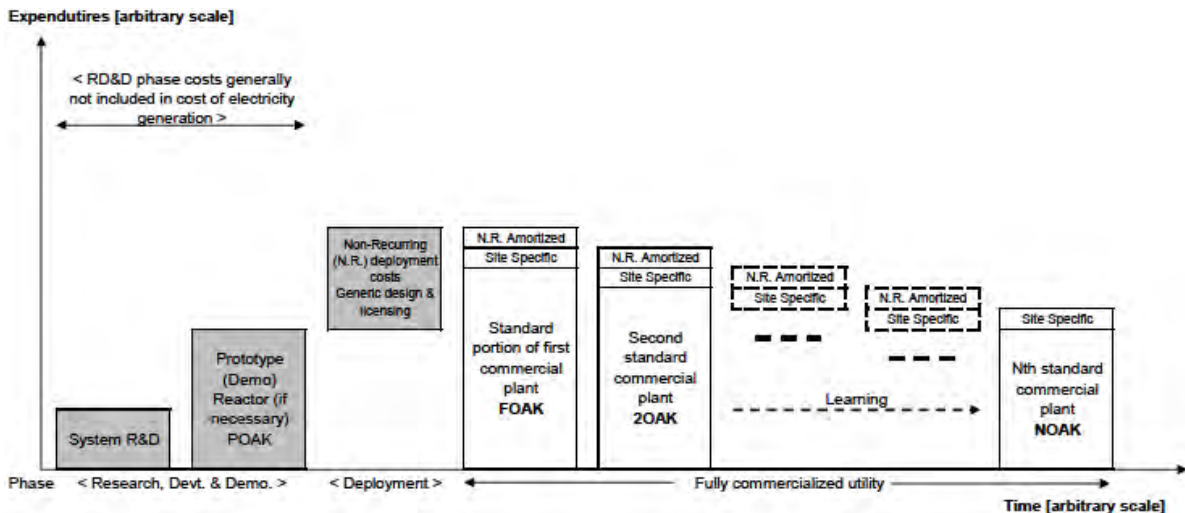 Expendutires [arbitrary scale]
< RD&D phase costs generally
not included in cost of electricity
generation >
System R&D
Prototype
(Demo)
Reactor (if
necessary)
POAK
Non-Recurring
(N.R.) deployment
costs
Generic design &
licensing
N.R. Amortized
Site Specific
Standard
portion of first
commercial
plant
FOAK
N.R. Amortized
Site Specific
Second
standard
commercial
plant
2OAK
N.R. Amortized
Site Specific
N.R. Amortized
Site Specific
Learning
Site Specific
Nth standard
commercial
plant
NOAK
Phase
< Research, Devt. & Demo. >
< Deployment >
Fully commercialized utility
Time [arbitrary scale]